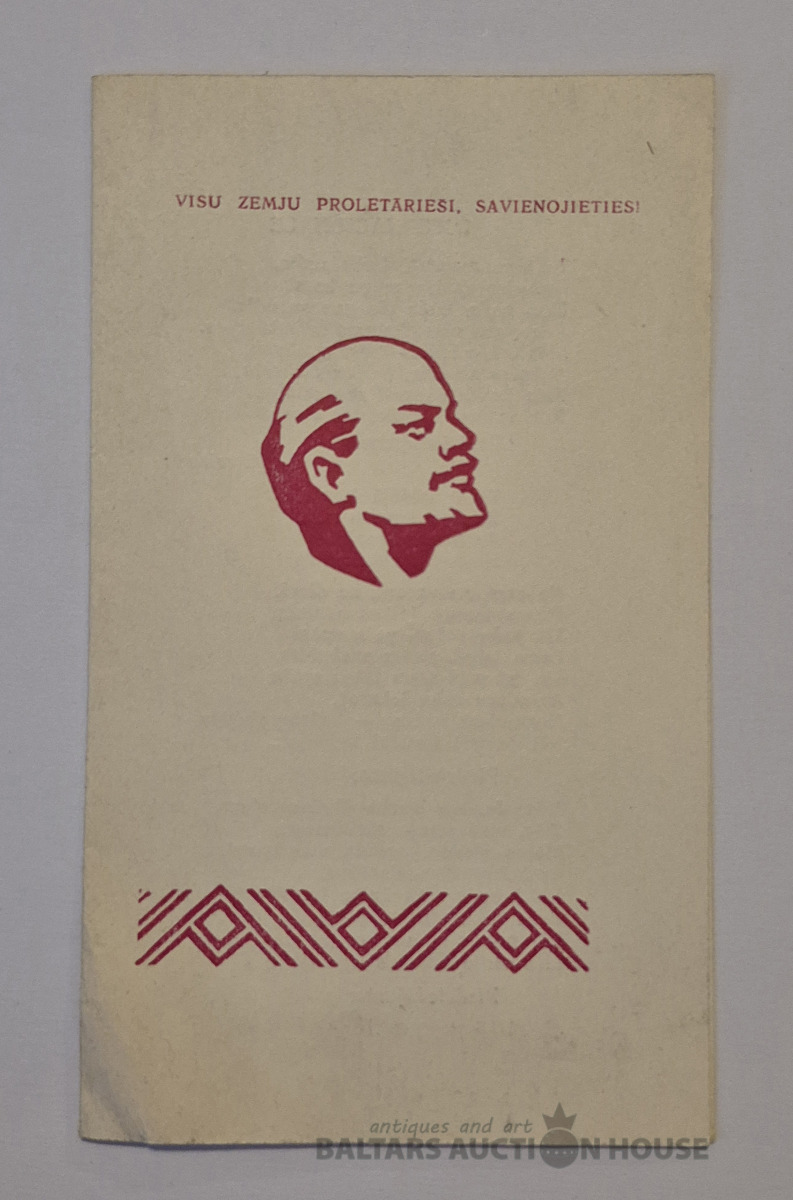 VISU ZEMJU PROLETĀRIEŠI, SAVIENOJIETIES!
antiques and art
BALTARS AUCTION HOUSE